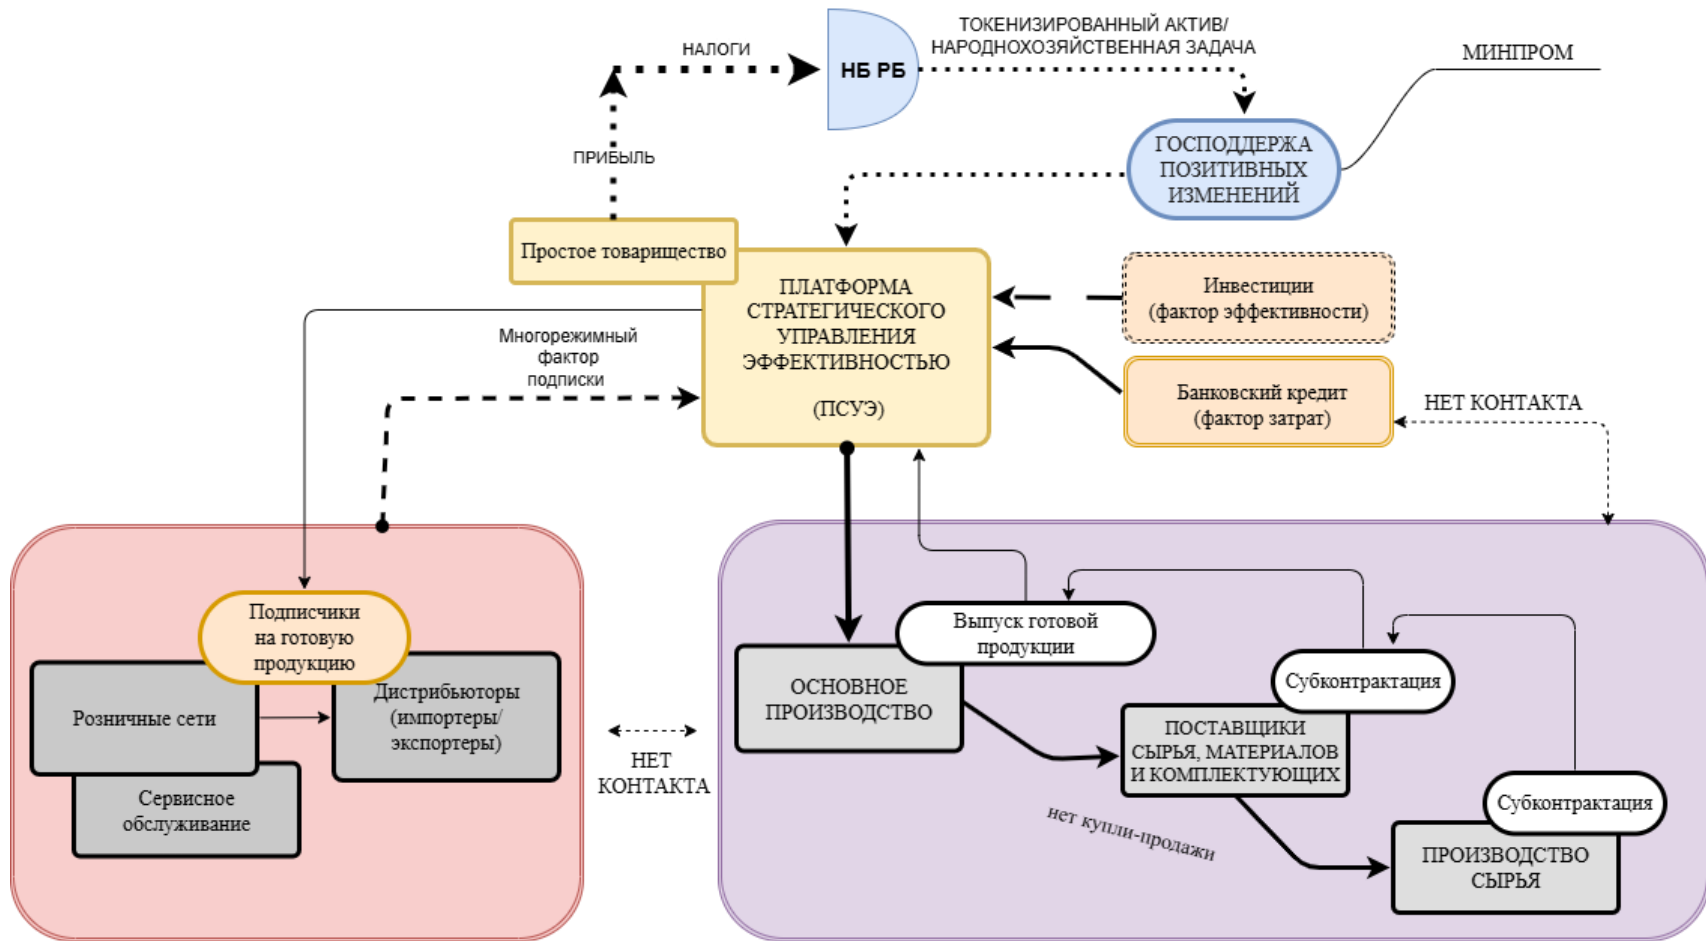 ТОКЕНИЗИРОВАННЫЙ АКТИВ/
НАРОДНОХОЗЯЙСТВЕННАЯ ЗАДАЧА
НАЛОГИ
МИНПРОМ
НБ РБ
ПРИБЫЛЬ
ГОСПОДДЕРЖА
ПОЗИТИВНЫХ
ИЗМЕНЕНИЙ
Простое товарищество
ПЛАТФОРМА
СТРАТЕГИЧЕСКОГО
УПРАВЛЕНИЯ
ЭФФЕКТИВНОСТЬЮ
(ПСУЭ)
Инвестиции
(фактор эффективности)
Многорежимный
фактор
подписки
Банковский кредит
(фактор затрат)
НЕТ КОНТАКТА
Подписчики
на готовую
продукцию
Розничные сети
Дистрибьюторы
(импортеры/
экспортеры)
Сервисное
обслуживание
НЕТ
КОНТАКТА
Выпуск готовой
продукции
ОСНОВНОЕ
ПРОИЗВОДСТВО
Субконтрактация
ПОСТАВЩИКИ
СЫРЬЯ, МАТЕРИАЛОВ
И КОМПЛЕКТУЮЩИХ
нет купли-продажи
Субконтрактация
ПРОИЗВОДСТВО
СЫРЬЯ